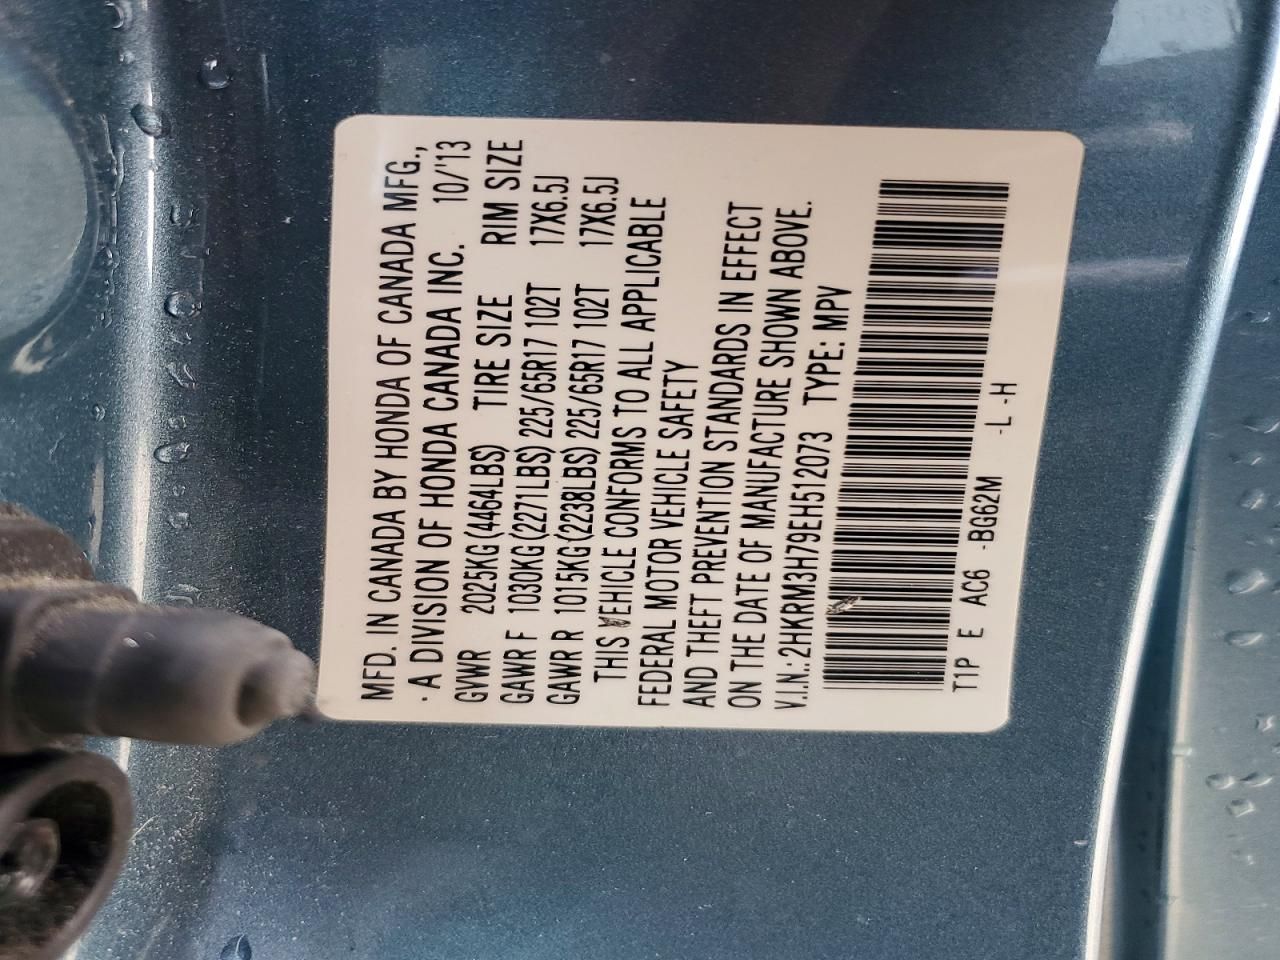 MFD. IN CANADA BY HONDA OF CANADA MFG.,
· A DIVISION OF HONDA CANADA INC. 10/'13
GVWR 2025KG(4464LBS) TIRE SIZE RIM SIZE
GAWR F 1030KG(2271LBS) 225/65R17 102T 17X6.5J
GAWR R 1015KG(2238LBS) 225/65R17 102T 17X6.5J
THIS VEHICLE CONFORMS TO ALL APPLICABLE
FEDERAL MOTOR VEHICLE SAFETY
AND THEFT PREVENTION STANDARDS IN EFFECT
ON THE DATE OF MANUFACTURE SHOWN ABOVE.
V.I.N.: 2HKRM3H79EH512073 TYPE: MPV
T1P E AC6 -BG62M -L -H